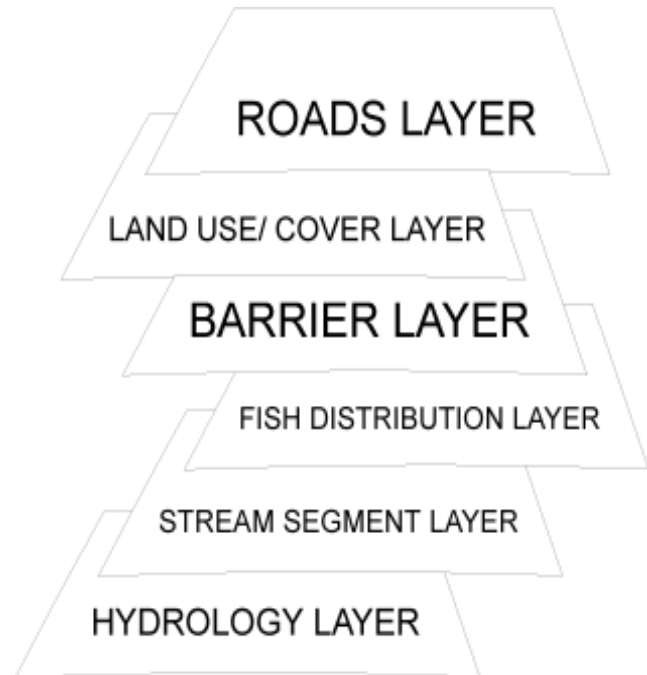 ROADS LAYER
LAND USE/ COVER LAYER
BARRIER LAYER
FISH DISTRIBUTION LAYER
STREAM SEGMENT LAYER
HYDROLOGY LAYER